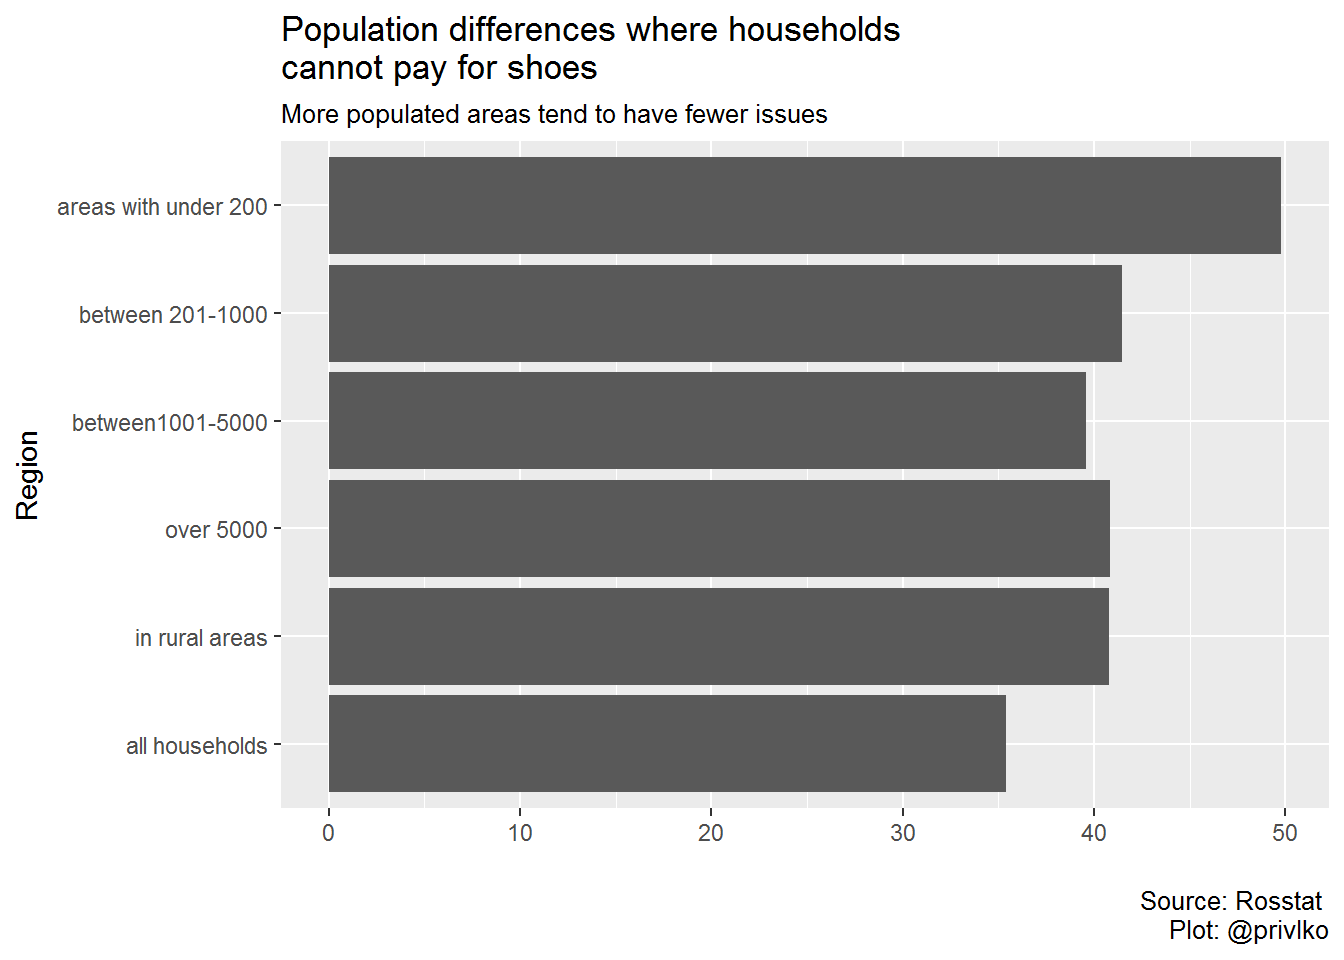 Population differences where households
cannot pay for shoes
More populated areas tend to have fewer issues
areas with under 200
between 201-1000
between1001-5000
over 5000
in rural areas
all households
Region
0 10 20 30 40 50
Source: Rosstat
Plot: @privlko